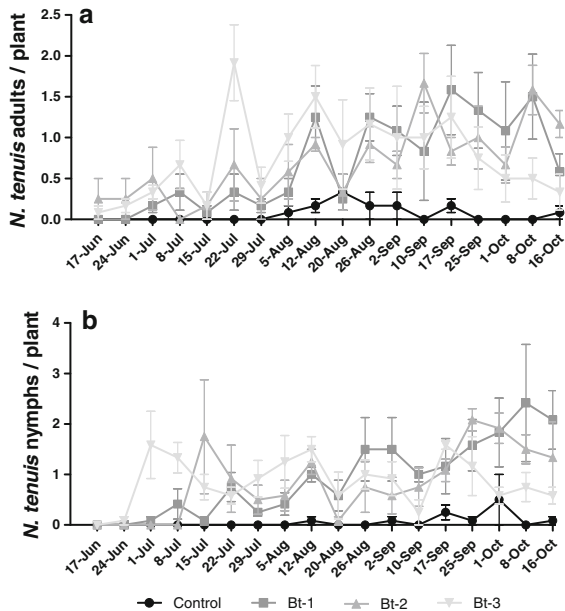 a
N. tenuis adults / plant
2.5
2.0
1.5
1.0
0.5
0.0
17-Jun 24-Jun 1-Jul 8-Jul 15-Jul 22-Jul 29-Jul 5-Aug 12-Aug 20-Aug 26-Aug 2-Sep 10-Sep 17-Sep 25-Sep 1-Oct 8-Oct 16-Oct
b
N. tenuis nymphs / plant
4
3
2
1
0
17-Jun 24-Jun 1-Jul 8-Jul 15-Jul 22-Jul 29-Jul 5-Aug 12-Aug 20-Aug 26-Aug 2-Sep 10-Sep 17-Sep 25-Sep 1-Oct 8-Oct 16-Oct
Control Bt-1 Bt-2 Bt-3